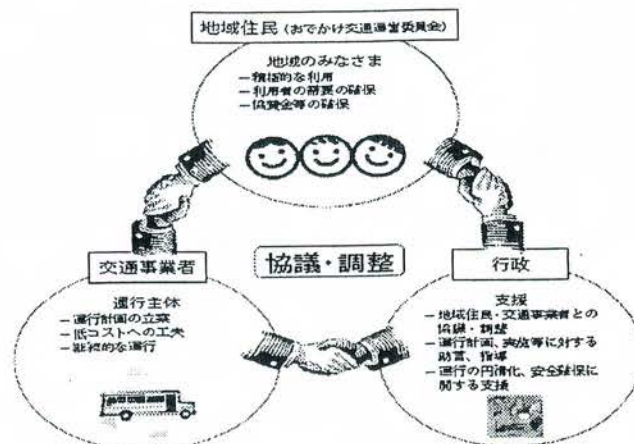 地域住民（おでかけ交通運営委員会）
地域のみなさま
－積極的な利用
－利用者の需要の確保
－協賛金等の確保
交通事業者
協議・調整
行政
運行主体
－運行計画の立案
－低コストへの工夫
－継続的な運行
支援
－地域住民・交通事業者との
協議・調整
－運行計画、実施等に対する
助言、指導
－運行の円滑化、安全確保に
関する支援